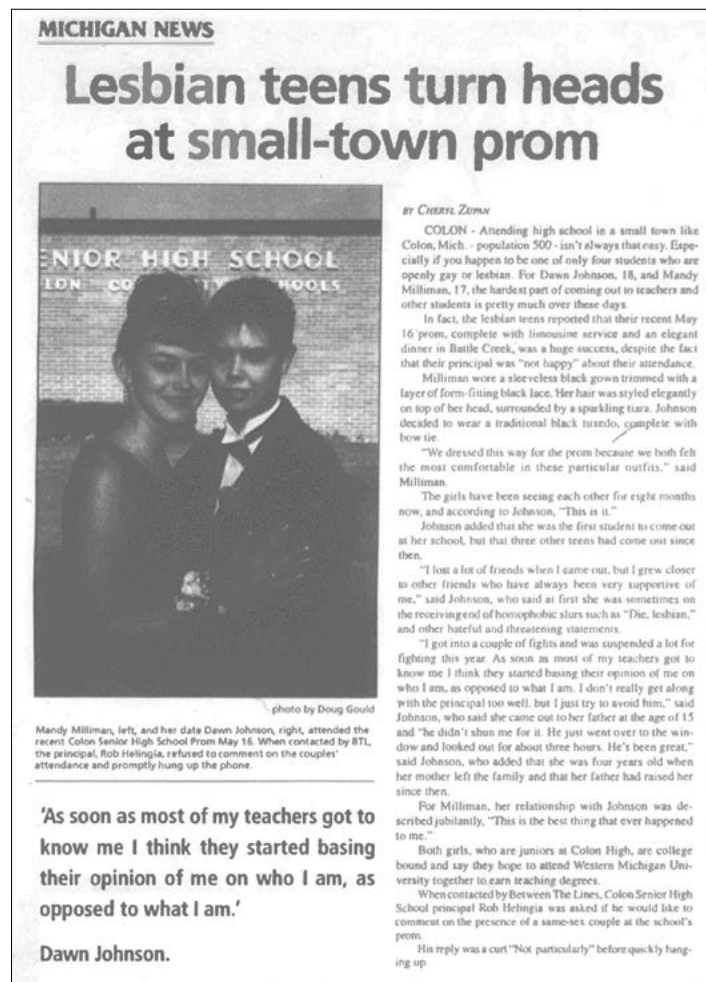 MICHIGAN NEWS
Lesbian teens turn heads
at small-town prom
ENIOR HIGH SCHOOL
photo by Doug Gould
Mandy Milliman, left, and her date Dawn Johnson, right, attended the
recent Colon Senior High School Prom May 16. When contacted by BTL,
the principal, Rob Helingia, refused to comment on the couples'
attendance and promptly hung up the phone.
'As soon as most of my teachers got to
know me I think they started basing
their opinion of me on who I am, as
opposed to what I am.'
Dawn Johnson.
BY CHERYL ZUPAN
COLON - Attending high school in a small town like
Colon, Mich. - population 500 - isn't always that easy. Espe-
cially if you happen to be one of only four students who are
openly gay or lesbian. For Dawn Johnson, 18, and Mandy
Milliman, 17, the hardest part of coming out to teachers and
other students is pretty much over these days.
In fact, the lesbian teens reported that their recent May
16 prom, complete with limousine service and an elegant
dinner in Battle Creek, was a huge success, despite the fact
that their principal was "not happy" about their attendance.
Milliman wore a sleeveless black gown trimmed with a
layer of form-fitting black lace. Her hair was styled elegantly
on top of her head, surrounded by a sparkling tiara. Johnson
decided to wear a traditional black tuxedo, complete with
bow tie.
"We dressed this way for the prom because we both felt
the most comfortable in these particular outfits," said
Milliman.
The girls have been seeing each other for eight months
now, and according to Johnson, "This is it."
Johnson added that she was the first student to come out
at her school, but that three other teens had come out since
then.
"I lost a lot of friends when I came out, but I grew closer
to other friends who have always been very supportive of
me," said Johnson, who said at first she was sometimes on
the receiving end of homophobic slurs such as "Die, lesbian,"
and other hateful and threatening statements.
"I got into a couple of fights and was suspended a lot for
fighting this year. As soon as most of my teachers got to
know me I think they started basing their opinion of me on
who I am, as opposed to what I am. I don't really get along
with the principal too well, but I just try to avoid him," said
Johnson, who said she came out to her father at the age of 15
and "he didn't shun me for it. He just went over to the win-
dow and looked out for about three hours. He's been great,"
said Johnson, who added that she was four years old when
her mother left the family and that her father had raised her
since then.
For Milliman, her relationship with Johnson was de-
scribed jubilantly, "This is the best thing that ever happened
to me."
Both girls, who are juniors at Colon High, are college
bound and say they hope to attend Western Michigan Uni-
versity together to earn teaching degrees.
When contacted by Between The Lines, Colon Senior High
School principal Rob Helingia was asked if he would like to
comment on the presence of a same-sex couple at the school's
prom.
His reply was a curt "Not particularly" before quickly hang-
ing up.